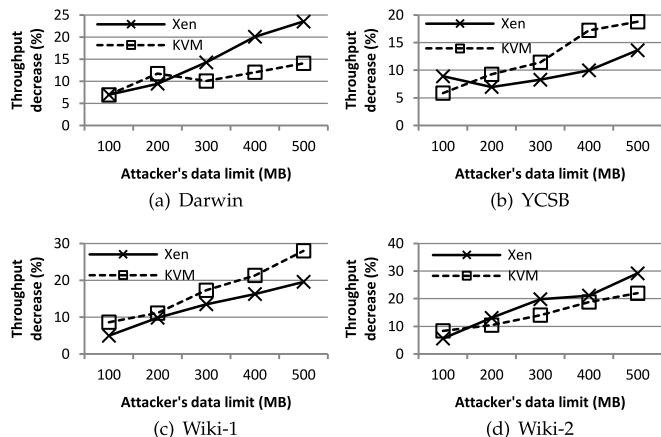 Throughput decrease (%)
25
20
15
10
5
0
Xen
KVM
100 200 300 400 500
Attacker's data limit (MB)
(a) Darwin
Throughput decrease (%)
20
15
10
5
0
Xen
KVM
100 200 300 400 500
Attacker's data limit (MB)
(b) YCSB
Throughput decrease (%)
30
20
10
0
Xen
KVM
100 200 300 400 500
Attacker's data limit (MB)
(c) Wiki-1
Throughput decrease (%)
40
30
20
10
0
Xen
KVM
100 200 300 400 500
Attacker's data limit (MB)
(d) Wiki-2